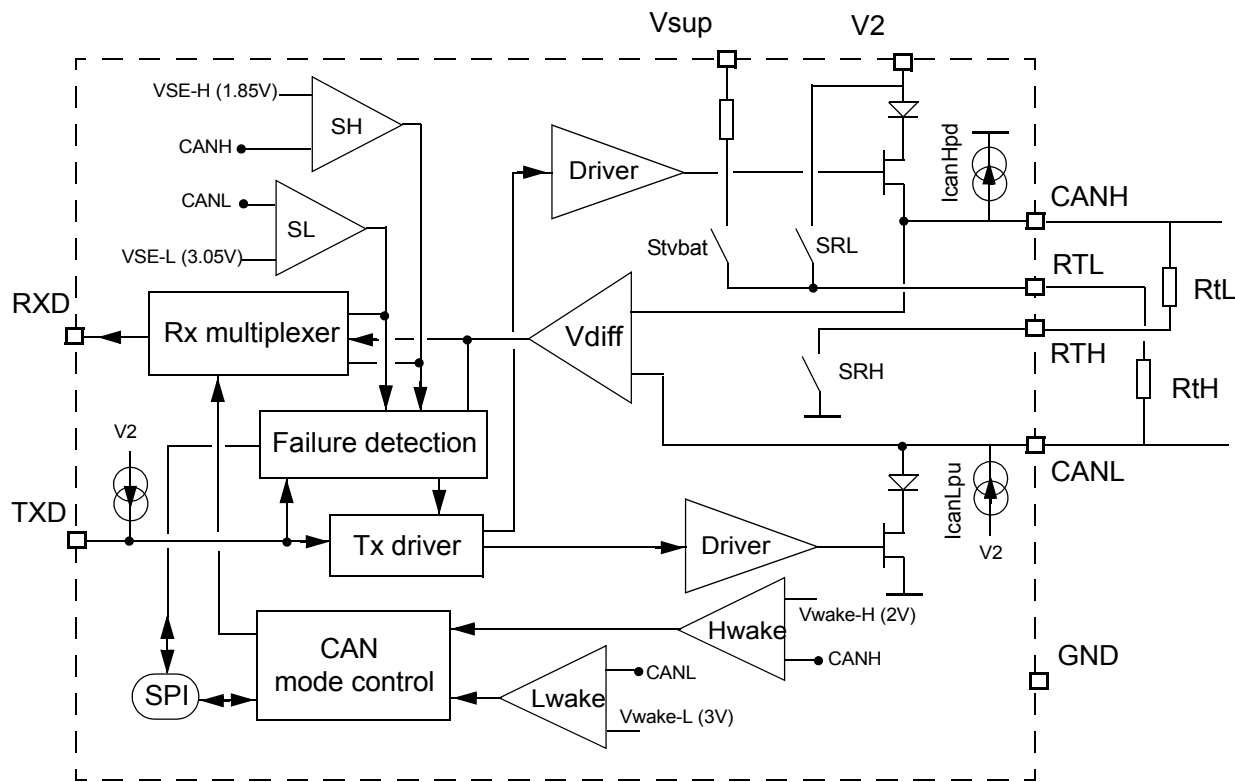 Vsup
V2
VSE-H (1.85V)
SH
CANH
CANL
SL
VSE-L (3.05V)
Driver
IcanHpd
CANH
Stvbat
SRL
RTL
RtL
RXD
Rx multiplexer
Vdiff
RTH
SRH
RtH
V2
Failure detection
CANL
IcanLpu
TXD
Tx driver
Driver
V2
CAN
mode control
Hwake
Vwake-H (2V)
CANH
GND
SPI
Lwake
CANL
Vwake-L (3V)